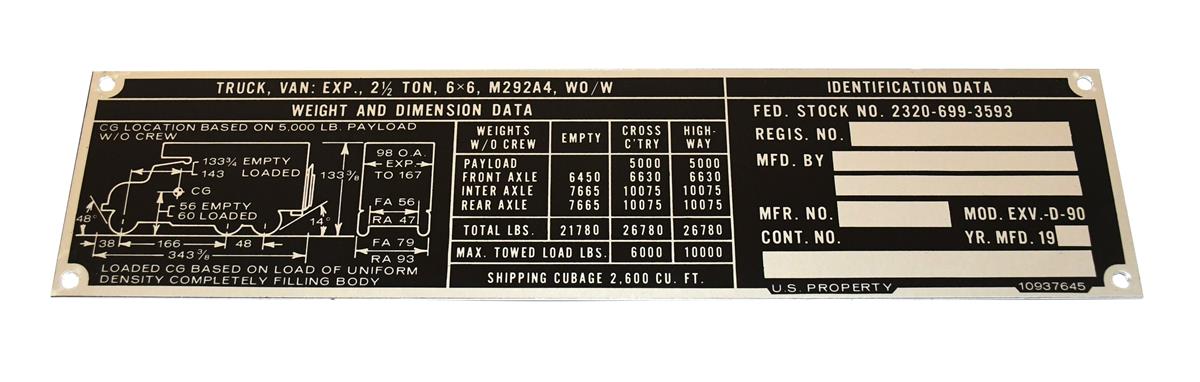 TRUCK, VAN: EXP., 2½ TON, 6×6, M292A4, WO/W
WEIGHT AND DIMENSION DATA
CG LOCATION BASED ON 5,000 LB. PAYLOAD
W/O CREW
133¾ EMPTY
143 LOADED
CG
56 EMPTY
60 LOADED
48°
14°
133⅜
38 166 48
343⅜
98 O.A.
EXP
TO 167
FA 56
RA 47
FA 79
RA 93
LOADED CG BASED ON LOAD OF UNIFORM
DENSITY COMPLETELY FILLING BODY
WEIGHTS W/O CREW EMPTY CROSS C'TRY HIGH-WAY
PAYLOAD 5000 5000
FRONT AXLE 6450 6630 6630
INTER AXLE 7665 10075 10075
REAR AXLE 7665 10075 10075
TOTAL LBS. 21780 26780 26780
MAX. TOWED LOAD LBS. 6000 10000
SHIPPING CUBAGE 2,600 CU. FT.
IDENTIFICATION DATA
FED. STOCK NO. 2320-699-3593
REGIS. NO.
MFD. BY
MFR. NO. MOD. EXV.-D-90
CONT. NO. YR. MFD. 19
U.S. PROPERTY 10937645